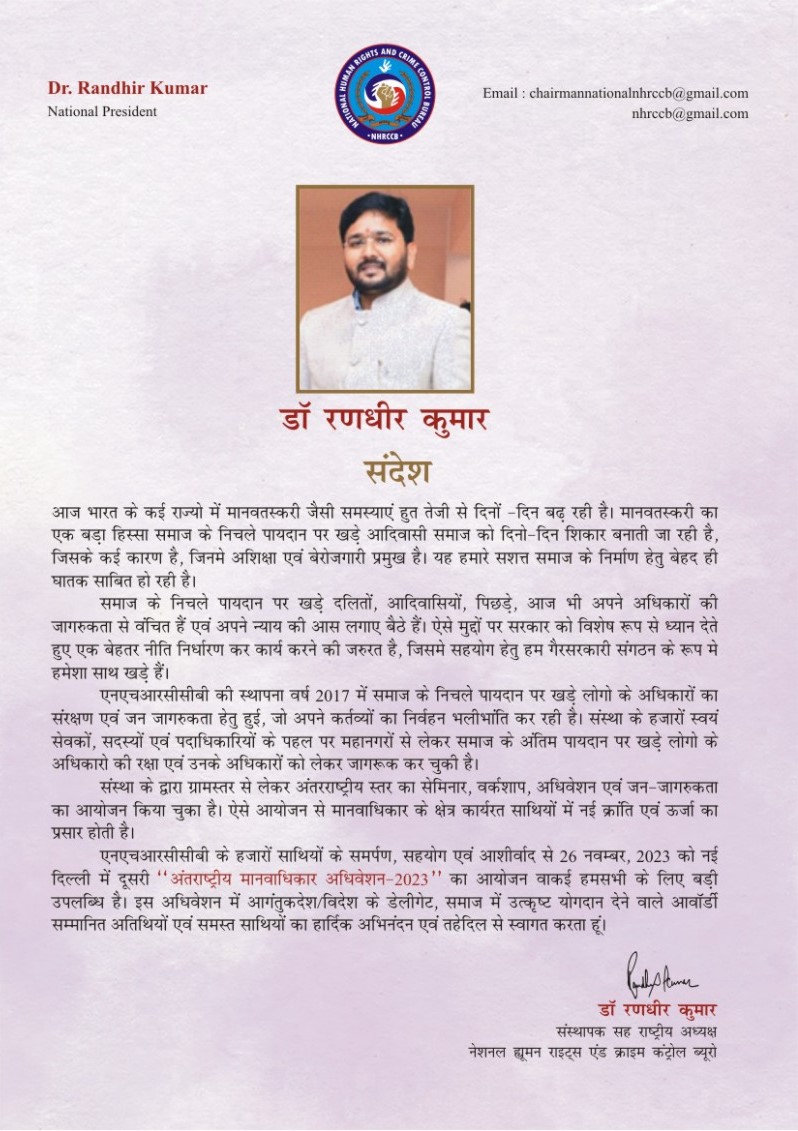 Dr. Randhir Kumar
National President
NATIONAL HUMAN RIGHTS AND CRIME CONTROL BUREAU
NHRCCB
Email : chairmannationalnhrccb@gmail.com
nhrccb@gmail.com
डॉ रणधीर कुमार
संदेश
आज भारत के कई राज्यो में मानवतस्करी जैसी समस्याएं हुत तेजी से दिनों -दिन बढ़ रही है। मानवतस्करी का
एक बड़ा हिस्सा समाज के निचले पायदान पर खड़े आदिवासी समाज को दिनो-दिन शिकार बनाती जा रही है,
जिसके कई कारण है, जिनमे अशिक्षा एवं बेरोजगारी प्रमुख है। यह हमारे सशत्त समाज के निर्माण हेतु बेहद ही
घातक साबित हो रही है।
समाज के निचले पायदान पर खड़े दलितों, आदिवासियों, पिछड़े, आज भी अपने अधिकारों की
जागरुकता से वंचित हैं एवं अपने न्याय की आस लगाए बैठे हैं। ऐसे मुद्दों पर सरकार को विशेष रूप से ध्यान देते
हुए एक बेहतर नीति निर्धारण कर कार्य करने की जरुरत है, जिसमे सहयोग हेतु हम गैरसरकारी संगठन के रूप मे
हमेशा साथ खड़े हैं।
एनएचआरसीसीबी की स्थापना वर्ष 2017 में समाज के निचले पायदान पर खड़े लोगो के अधिकारों का
संरक्षण एवं जन जागरुकता हेतु हुई, जो अपने कर्तव्यों का निर्वहन भलीभांति कर रही है। संस्था के हजारों स्वयं
सेवकों, सदस्यों एवं पदाधिकारियों के पहल पर महानगरों से लेकर समाज के अंतिम पायदान पर खड़े लोगो के
अधिकारो की रक्षा एवं उनके अधिकारों को लेकर जागरूक कर चुकी है।
संस्था के द्वारा ग्रामस्तर से लेकर अंतरराष्ट्रीय स्तर का सेमिनार, वर्कशाप, अधिवेशन एवं जन-जागरुकता
का आयोजन किया चुका है। ऐसे आयोजन से मानवाधिकार के क्षेत्र कार्यरत साथियों में नई क्रांति एवं ऊर्जा का
प्रसार होती है।
एनएचआरसीसीबी के हजारों साथियों के समर्पण, सहयोग एवं आशीर्वाद से 26 नवम्बर, 2023 को नई
दिल्ली में दूसरी ‘‘अंतराष्ट्रीय मानवाधिकार अधिवेशन-2023’’ का आयोजन वाकई हमसभी के लिए बड़ी
उपलब्धि है। इस अधिवेशन में आगंतुकदेश/विदेश के डेलीगेट, समाज में उत्कृष्ट योगदान देने वाले आवॉर्डी
सम्मानित अतिथियों एवं समस्त साथियों का हार्दिक अभिनंदन एवं तहेदिल से स्वागत करता हूं।
डॉ रणधीर कुमार
संस्थापक सह राष्ट्रीय अध्यक्ष
नेशनल ह्यूमन राइट्स एंड क्राइम कंट्रोल ब्यूरो